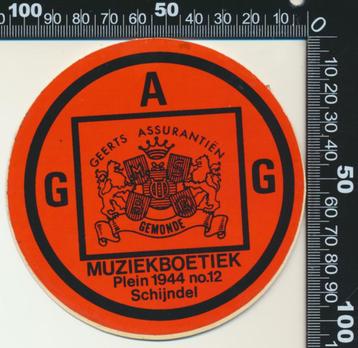 100 90 80 70 60 50 40 30 20 10 0
A
GEERTS ASSURANTIËN
G G
GEMONDE
MUZIEKBOETIEK
Plein 1944 no.12
Schijndel
10
20
30
40
50
60
70
80
90
100